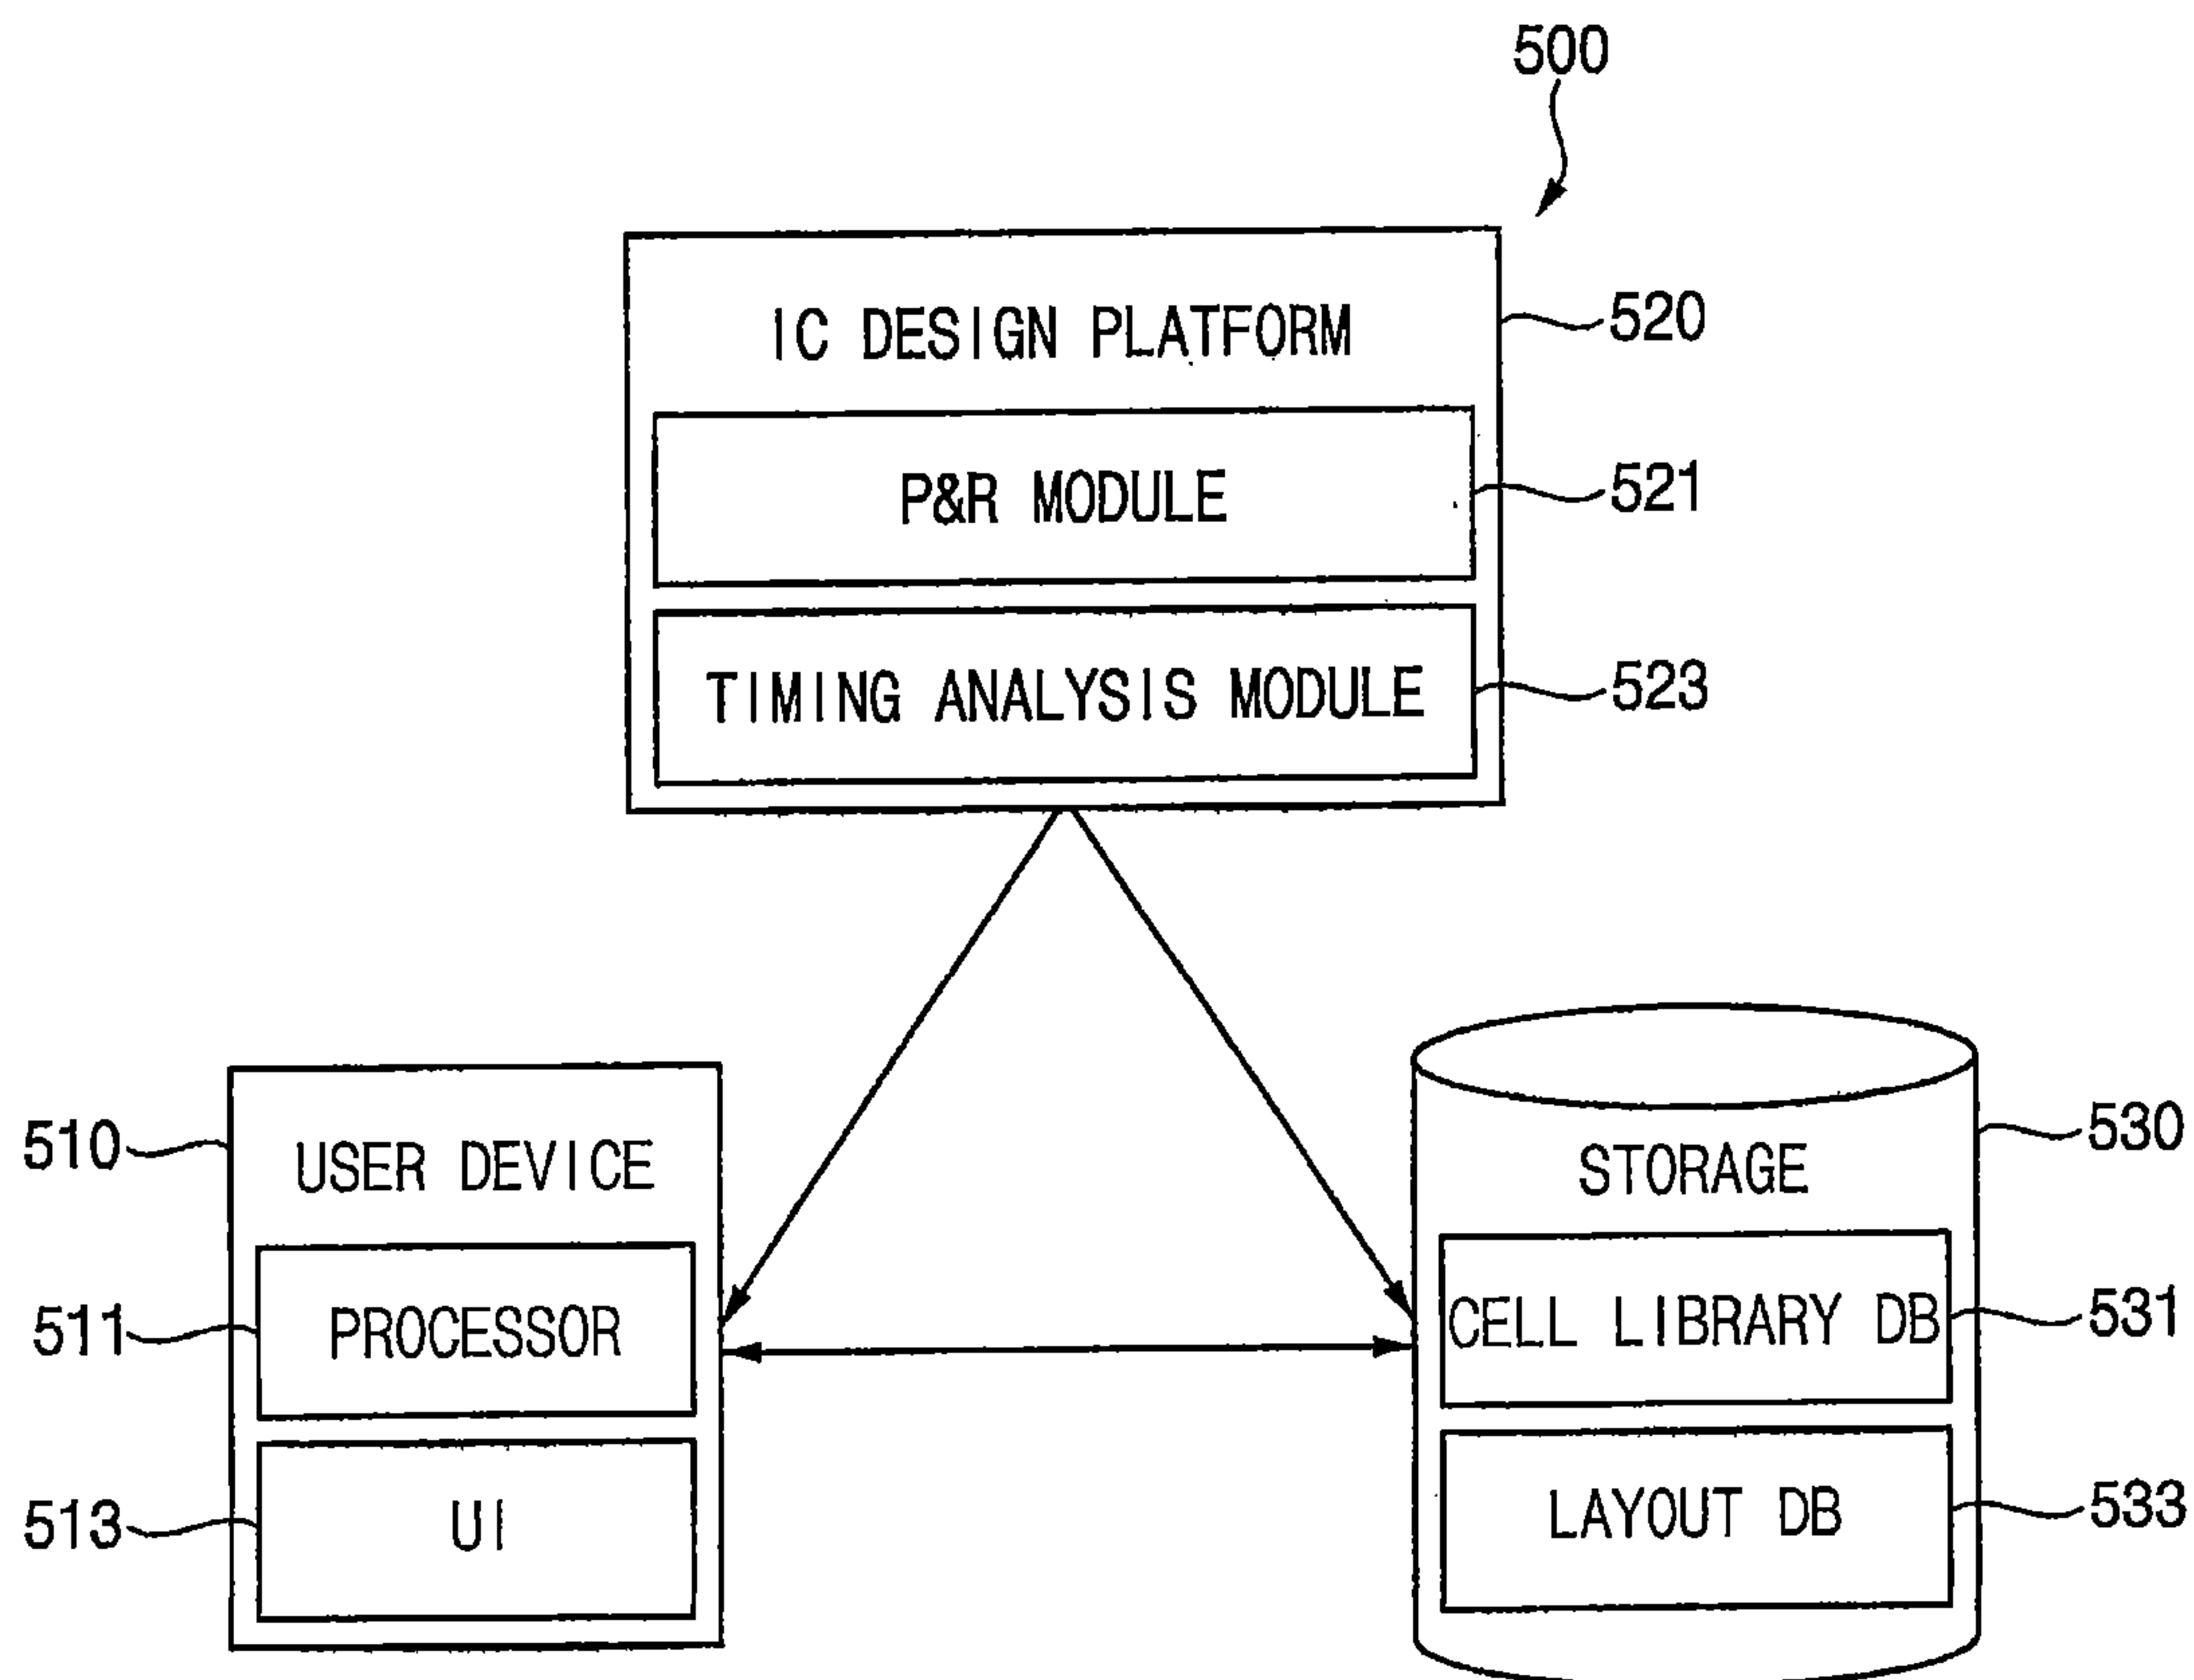 500
IC DESIGN PLATFORM
520
P&R MODULE
521
TIMING ANALYSIS MODULE
523
510
USER DEVICE
511
PROCESSOR
513
UI
STORAGE
530
CELL LIBRARY DB
531
LAYOUT DB
533